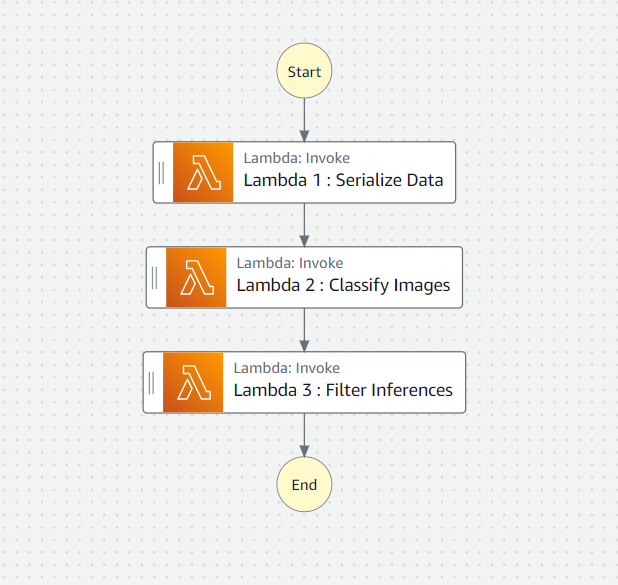 Start
Lambda: Invoke
Lambda 1 : Serialize Data
Lambda: Invoke
Lambda 2 : Classify Images
Lambda: Invoke
Lambda 3 : Filter Inferences
End